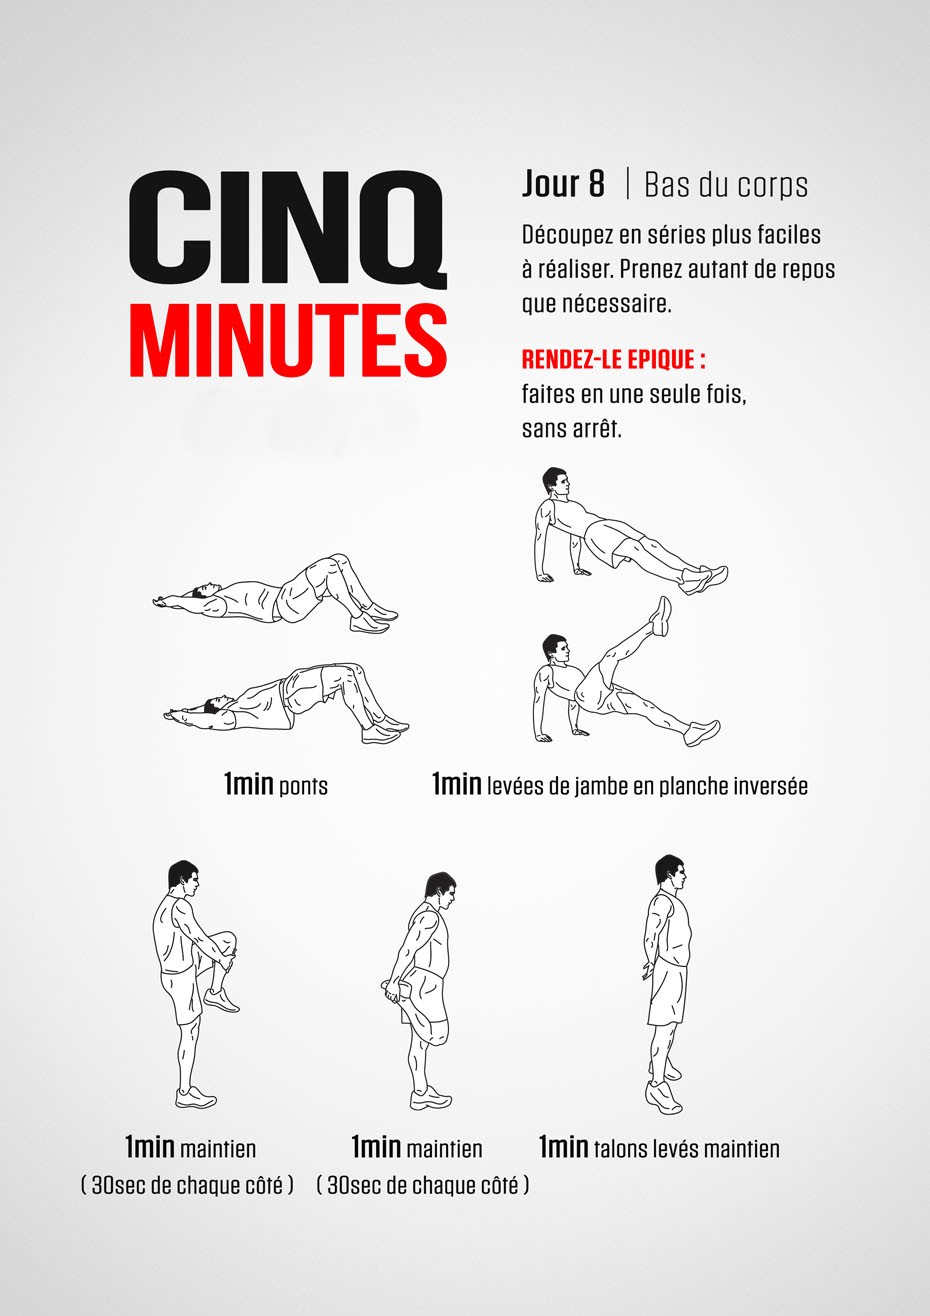 CINQ
MINUTES
Jour 8 | Bas du corps
Découpez en séries plus faciles
à réaliser. Prenez autant de repos
que nécessaire.
RENDEZ-LE EPIQUE :
faites en une seule fois,
sans arrêt.
1min ponts
1min levées de jambe en planche inversée
1min maintien
( 30sec de chaque côté )
1min maintien
( 30sec de chaque côté )
1min talons levés maintien